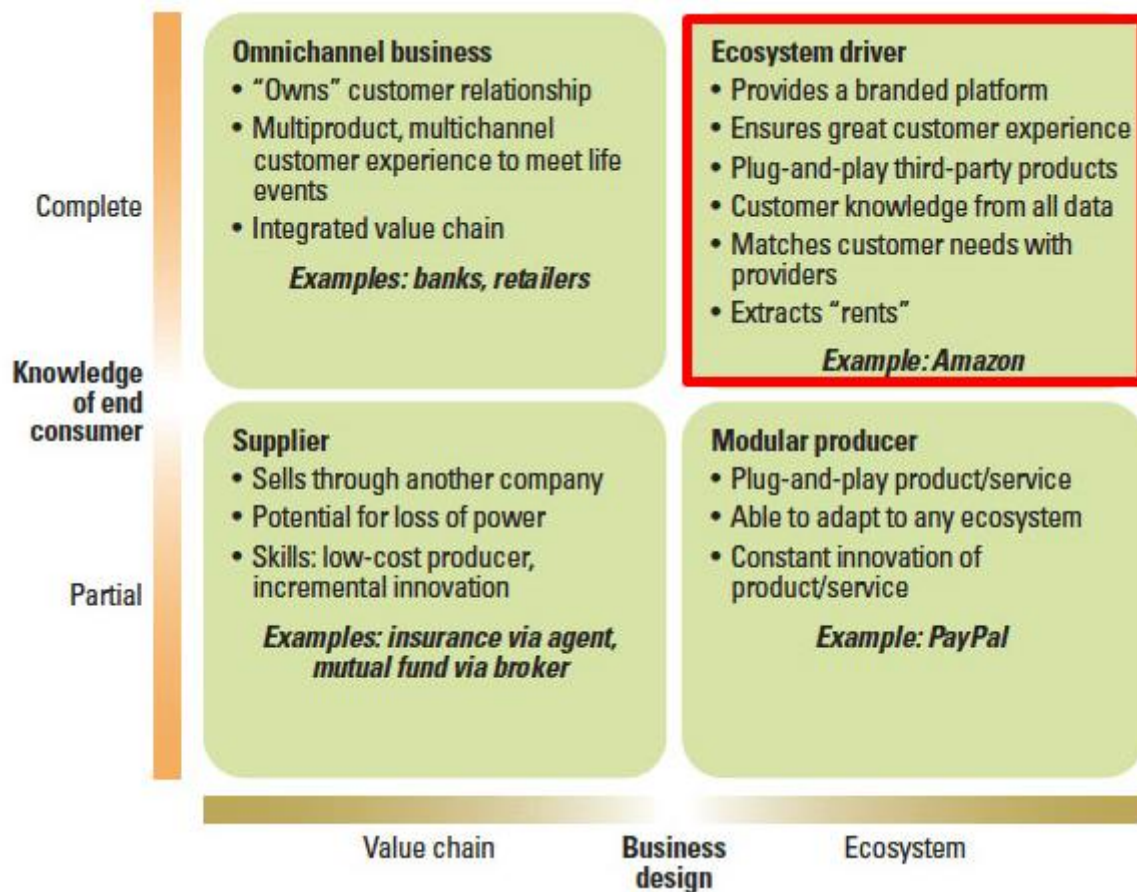 Omnichannel business
• “Owns” customer relationship
• Multiproduct, multichannel
customer experience to meet life
events
• Integrated value chain
Examples: banks, retailers
Ecosystem driver
• Provides a branded platform
• Ensures great customer experience
• Plug-and-play third-party products
• Customer knowledge from all data
• Matches customer needs with
providers
• Extracts “rents”
Example: Amazon
Complete
Knowledge
of end
consumer
Partial
Supplier
• Sells through another company
• Potential for loss of power
• Skills: low-cost producer,
incremental innovation
Examples: insurance via agent,
mutual fund via broker
Modular producer
• Plug-and-play product/service
• Able to adapt to any ecosystem
• Constant innovation of
product/service
Example: PayPal
Value chain
Business
design
Ecosystem